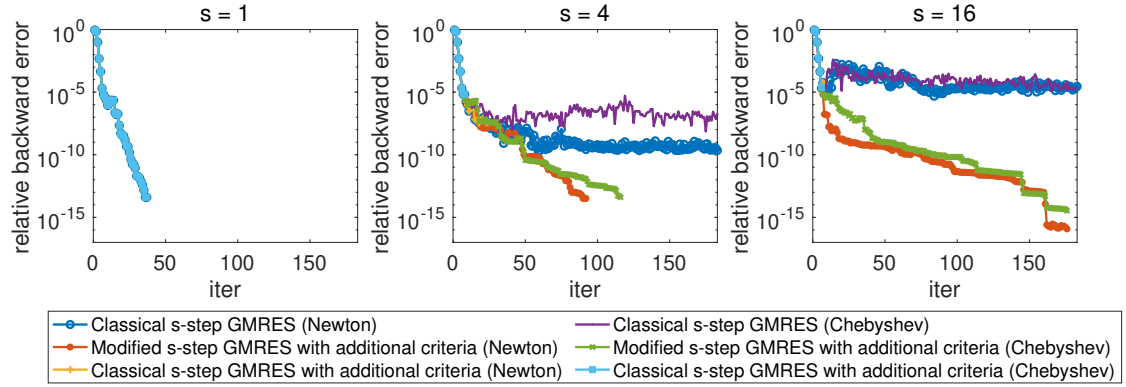 s = 1
s = 4
s = 16
relative backward error
10^0
10^-5
10^-10
10^-15
0
50
100
150
iter
relative backward error
10^0
10^-5
10^-10
10^-15
0
50
100
150
iter
relative backward error
10^0
10^-5
10^-10
10^-15
0
50
100
150
iter
Classical s-step GMRES (Newton)
Classical s-step GMRES (Chebyshev)
Modified s-step GMRES with additional criteria (Newton)
Modified s-step GMRES with additional criteria (Chebyshev)
Classical s-step GMRES with additional criteria (Newton)
Classical s-step GMRES with additional criteria (Chebyshev)